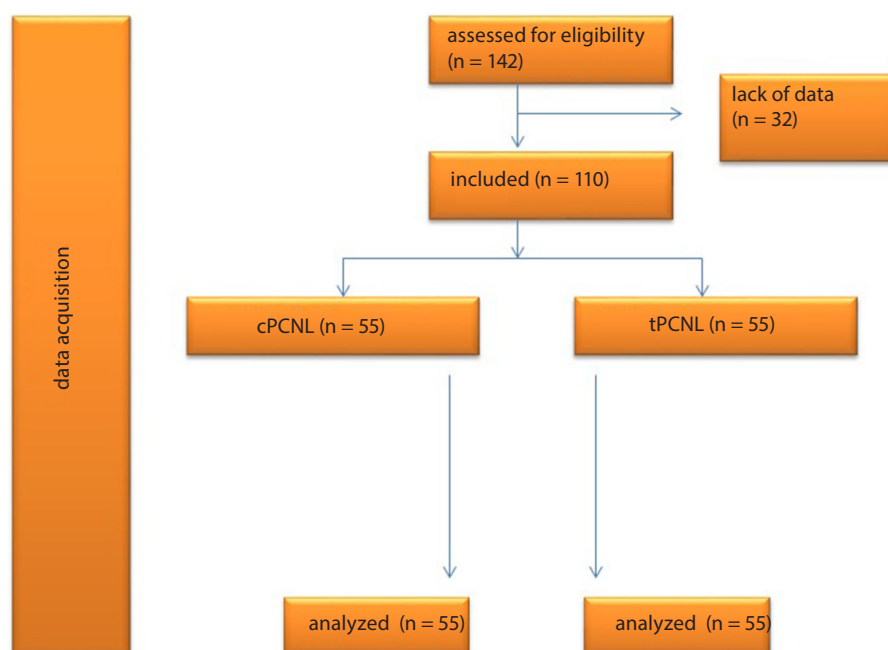 assessed for eligibility
(n = 142)
lack of data
(n = 32)
included (n = 110)
data acquisition
cPCNL (n = 55)
tPCNL (n = 55)
analyzed (n = 55)
analyzed (n = 55)